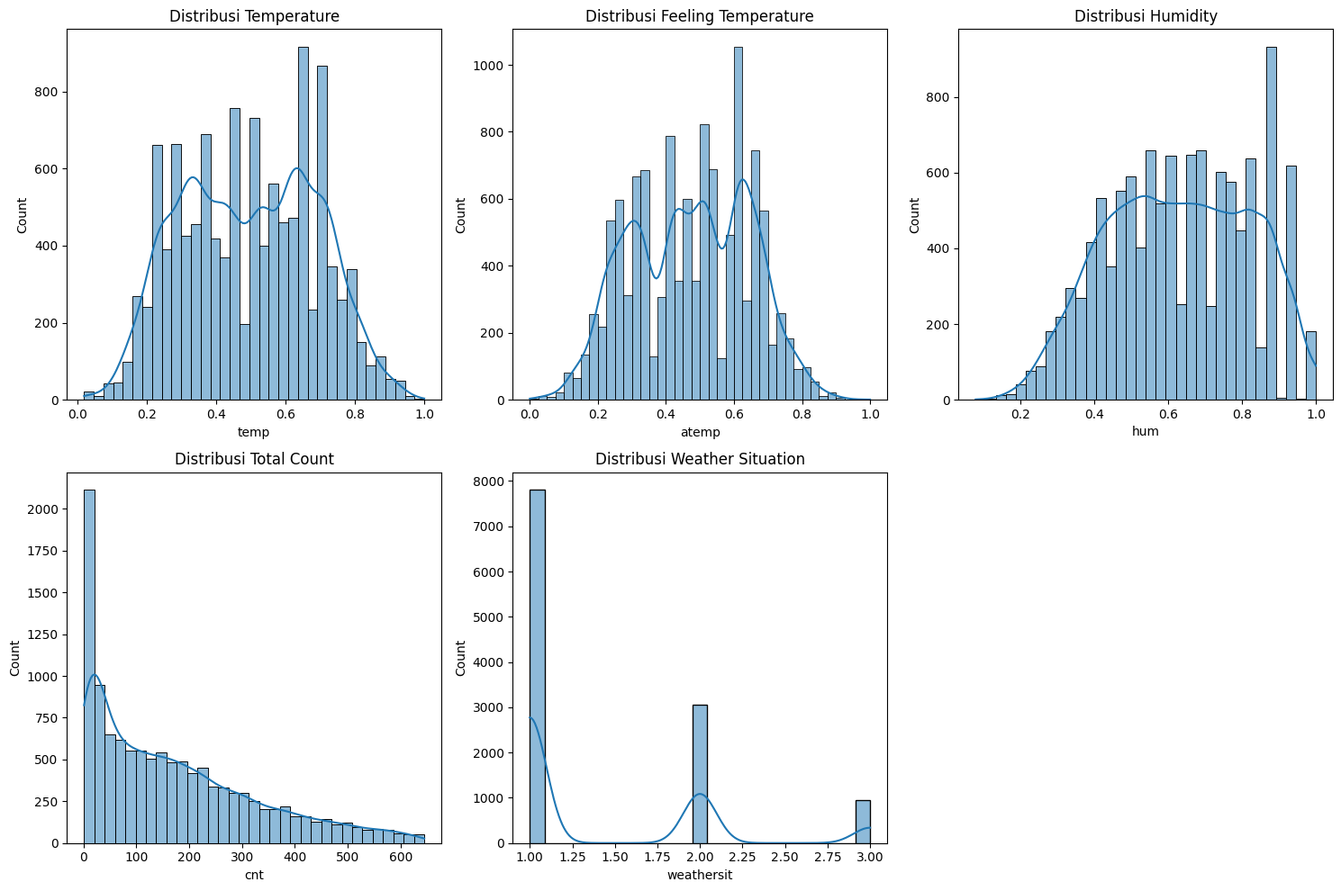 Distribusi Temperature
Count
800
600
400
200
0
0.0 0.2 0.4 0.6 0.8 1.0
temp
Distribusi Feeling Temperature
Count
1000
800
600
400
200
0
0.0 0.2 0.4 0.6 0.8 1.0
atemp
Distribusi Humidity
Count
800
600
400
200
0
0.2 0.4 0.6 0.8 1.0
hum
Distribusi Total Count
Count
2000
1750
1500
1250
1000
750
500
250
0
0 100 200 300 400 500 600
cnt
Distribusi Weather Situation
Count
8000
7000
6000
5000
4000
3000
2000
1000
0
1.00 1.25 1.50 1.75 2.00 2.25 2.50 2.75 3.00
weathersit